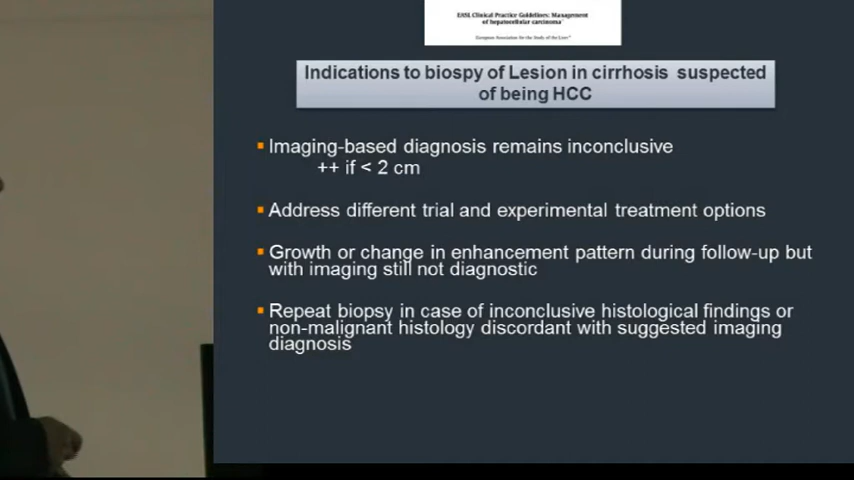 EASL Clinical Practice Guidelines: Management
of hepatocellular carcinoma
European Association for the Study of the Liver
Indications to biospy of Lesion in cirrhosis suspected
of being HCC
Imaging-based diagnosis remains inconclusive
++ if < 2 cm
Address different trial and experimental treatment options
Growth or change in enhancement pattern during follow-up but
with imaging still not diagnostic
Repeat biopsy in case of inconclusive histological findings or
non-malignant histology discordant with suggested imaging
diagnosis